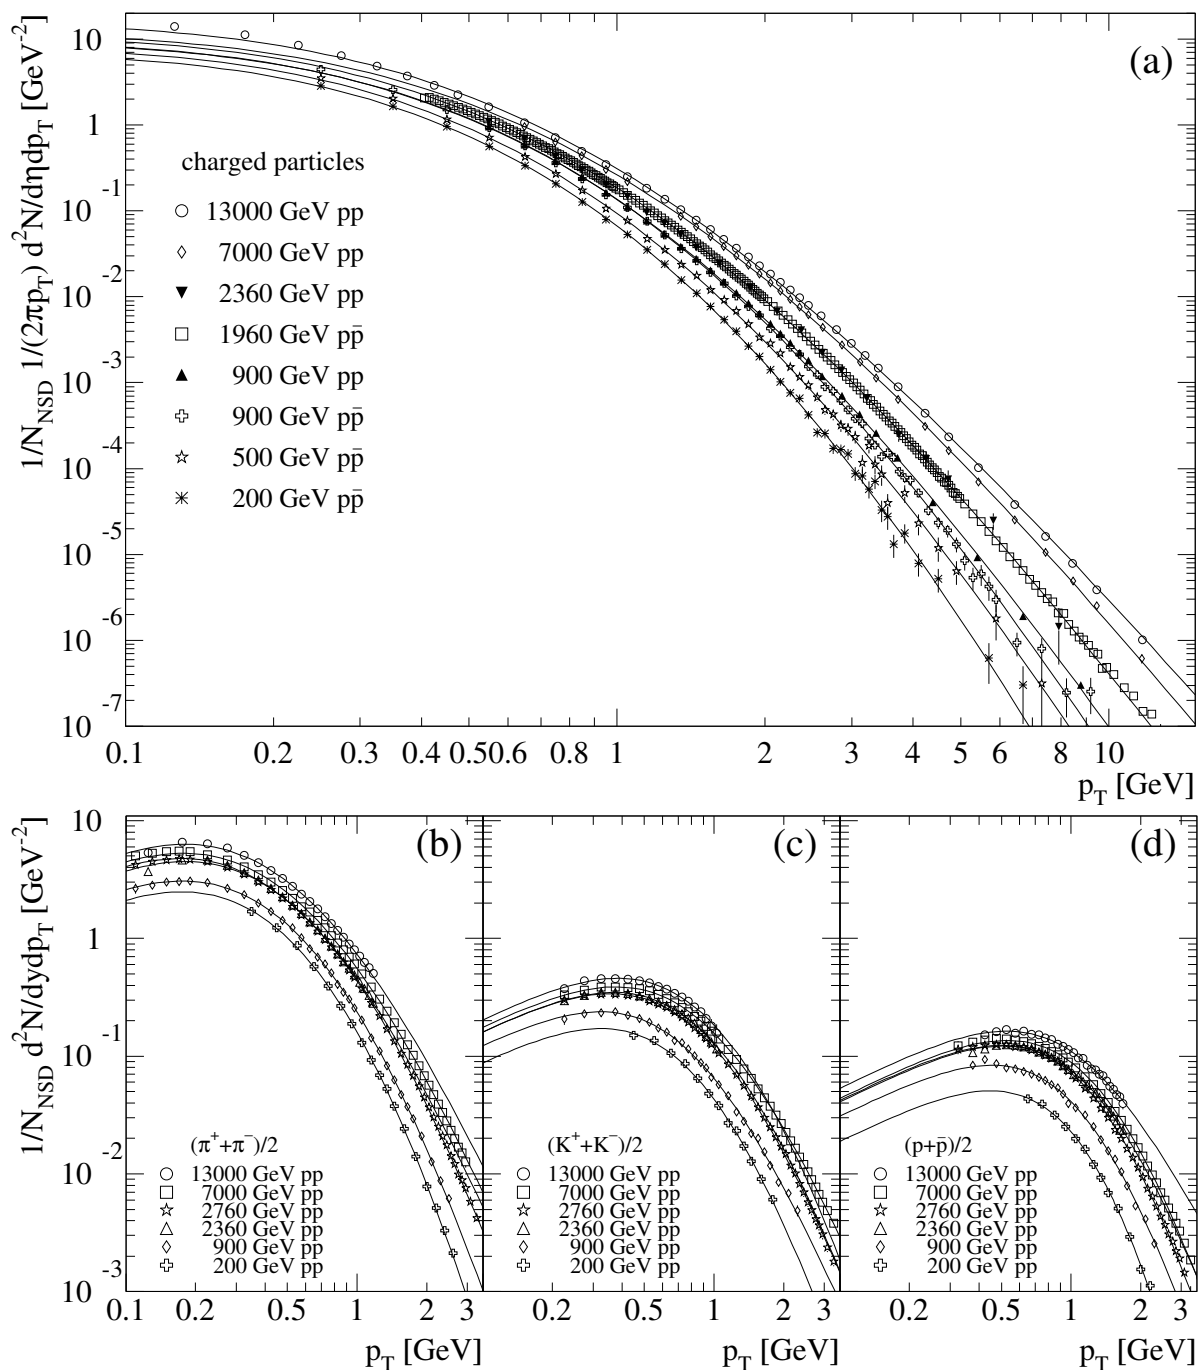 (a)
1/N_NSD 1/(2πp_T) d²N/dηdp_T [GeV⁻²]
10
1
10⁻¹
10⁻²
10⁻³
10⁻⁴
10⁻⁵
10⁻⁶
10⁻⁷
charged particles
13000 GeV pp
7000 GeV pp
2360 GeV pp
1960 GeV pp̄
900 GeV pp
900 GeV pp̄
500 GeV pp̄
200 GeV pp̄
0.1 0.2 0.4 0.5 0.6 0.8 1 2 3 4 5 6 8 10
p_T [GeV]
1/N_NSD d²N/dydp_T [GeV⁻²]
10
1
10⁻¹
10⁻²
10⁻³
(b)
(π⁺+π⁻)/2
13000 GeV pp
7000 GeV pp
2760 GeV pp
2360 GeV pp
900 GeV pp
200 GeV pp
0.1 0.2 0.5 1 2 3
p_T [GeV]
(c)
(K⁺+K⁻)/2
13000 GeV pp
7000 GeV pp
2760 GeV pp
2360 GeV pp
900 GeV pp
200 GeV pp
0.2 0.5 1 2 3
p_T [GeV]
(d)
(p+p̄)/2
13000 GeV pp
7000 GeV pp
2760 GeV pp
2360 GeV pp
900 GeV pp
200 GeV pp
0.2 0.5 1 2 3
p_T [GeV]